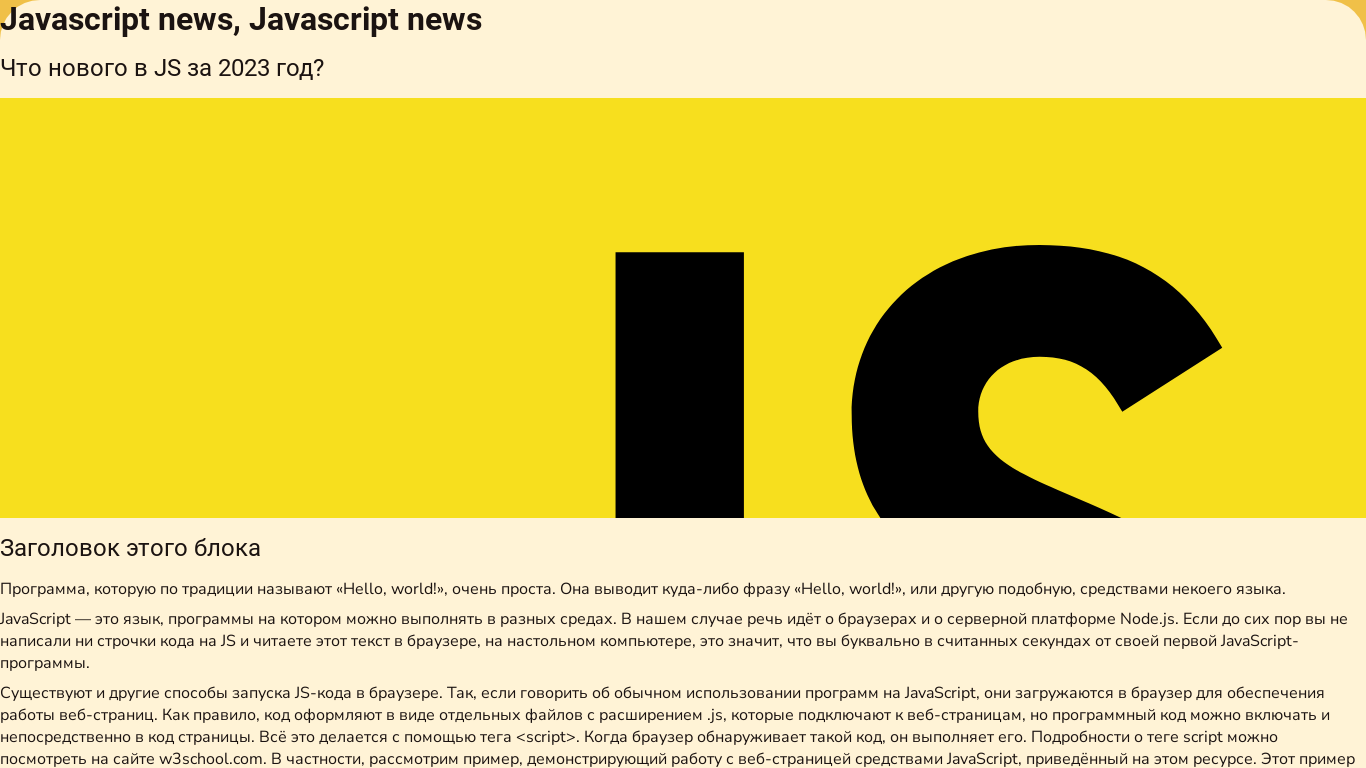 Javascript news, Javascript news
Что нового в JS за 2023 год?
JS
Заголовок этого блока
Программа, которую по традиции называют «Hello, world!», очень проста. Она выводит куда-либо фразу «Hello, world!», или другую подобную, средствами некоего языка.
JavaScript — это язык, программы на котором можно выполнять в разных средах. В нашем случае речь идёт о браузерах и о серверной платформе Node.js. Если до сих пор вы не
написали ни строчки кода на JS и читаете этот текст в браузере, на настольном компьютере, это значит, что вы буквально в считанных секундах от своей первой JavaScript-
программы.
Существуют и другие способы запуска JS-кода в браузере. Так, если говорить об обычном использовании программ на JavaScript, они загружаются в браузер для обеспечения
работы веб-страниц. Как правило, код оформляют в виде отдельных файлов с расширением .js, которые подключают к веб-страницам, но программный код можно включать и
непосредственно в код страницы. Всё это делается с помощью тега <script>. Когда браузер обнаруживает такой код, он выполняет его. Подробности о теге script можно
посмотреть на сайте w3school.com. В частности, рассмотрим пример, демонстрирующий работу с веб-страницей средствами JavaScript, приведённый на этом ресурсе. Этот пример